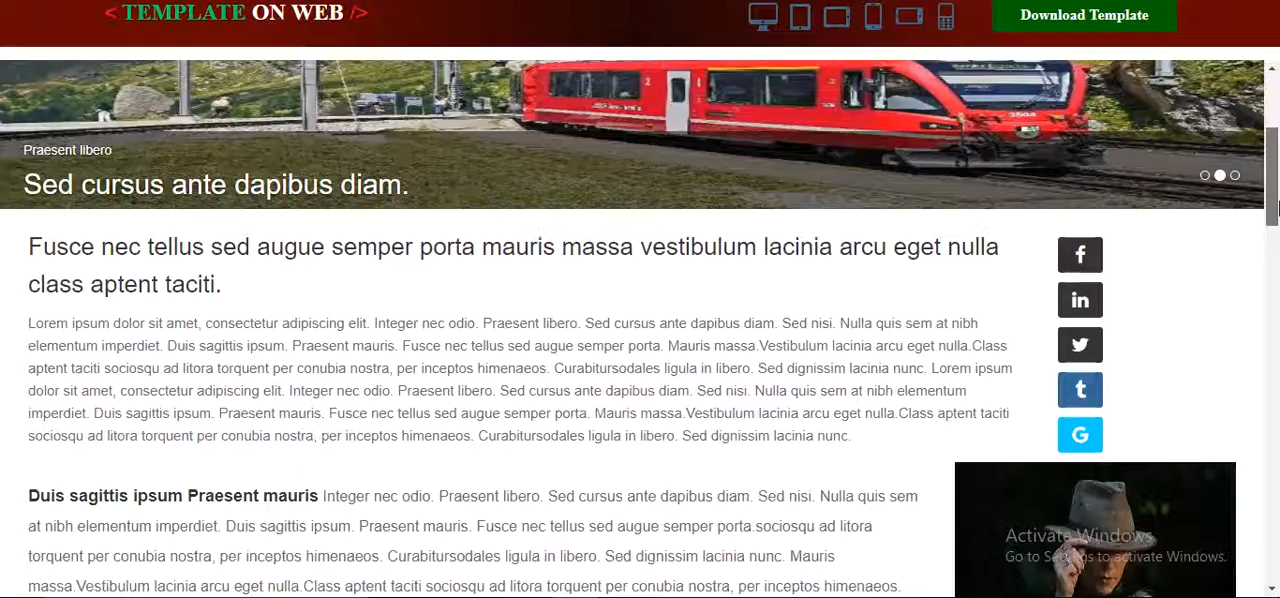 < TEMPLATE ON WEB />
Download Template
2
3504
Praesent libero
Sed cursus ante dapibus diam.
Fusce nec tellus sed augue semper porta mauris massa vestibulum lacinia arcu eget nulla
class aptent taciti.
Lorem ipsum dolor sit amet, consectetur adipiscing elit. Integer nec odio. Praesent libero. Sed cursus ante dapibus diam. Sed nisi. Nulla quis sem at nibh
elementum imperdiet. Duis sagittis ipsum. Praesent mauris. Fusce nec tellus sed augue semper porta. Mauris massa.Vestibulum lacinia arcu eget nulla.Class
aptent taciti sociosqu ad litora torquent per conubia nostra, per inceptos himenaeos. Curabitursodales ligula in libero. Sed dignissim lacinia nunc. Lorem ipsum
dolor sit amet, consectetur adipiscing elit. Integer nec odio. Praesent libero. Sed cursus ante dapibus diam. Sed nisi. Nulla quis sem at nibh elementum
imperdiet. Duis sagittis ipsum. Praesent mauris. Fusce nec tellus sed augue semper porta. Mauris massa.Vestibulum lacinia arcu eget nulla.Class aptent taciti
sociosqu ad litora torquent per conubia nostra, per inceptos himenaeos. Curabitursodales ligula in libero. Sed dignissim lacinia nunc.
f
in
t
G
Duis sagittis ipsum Praesent mauris Integer nec odio. Praesent libero. Sed cursus ante dapibus diam. Sed nisi. Nulla quis sem
at nibh elementum imperdiet. Duis sagittis ipsum. Praesent mauris. Fusce nec tellus sed augue semper porta.sociosqu ad litora
torquent per conubia nostra, per inceptos himenaeos. Curabitursodales ligula in libero. Sed dignissim lacinia nunc. Mauris
massa.Vestibulum lacinia arcu eget nulla.Class aptent taciti sociosqu ad litora torquent per conubia nostra, per inceptos himenaeos.
Activate Windows
Go to Settings to activate Windows.